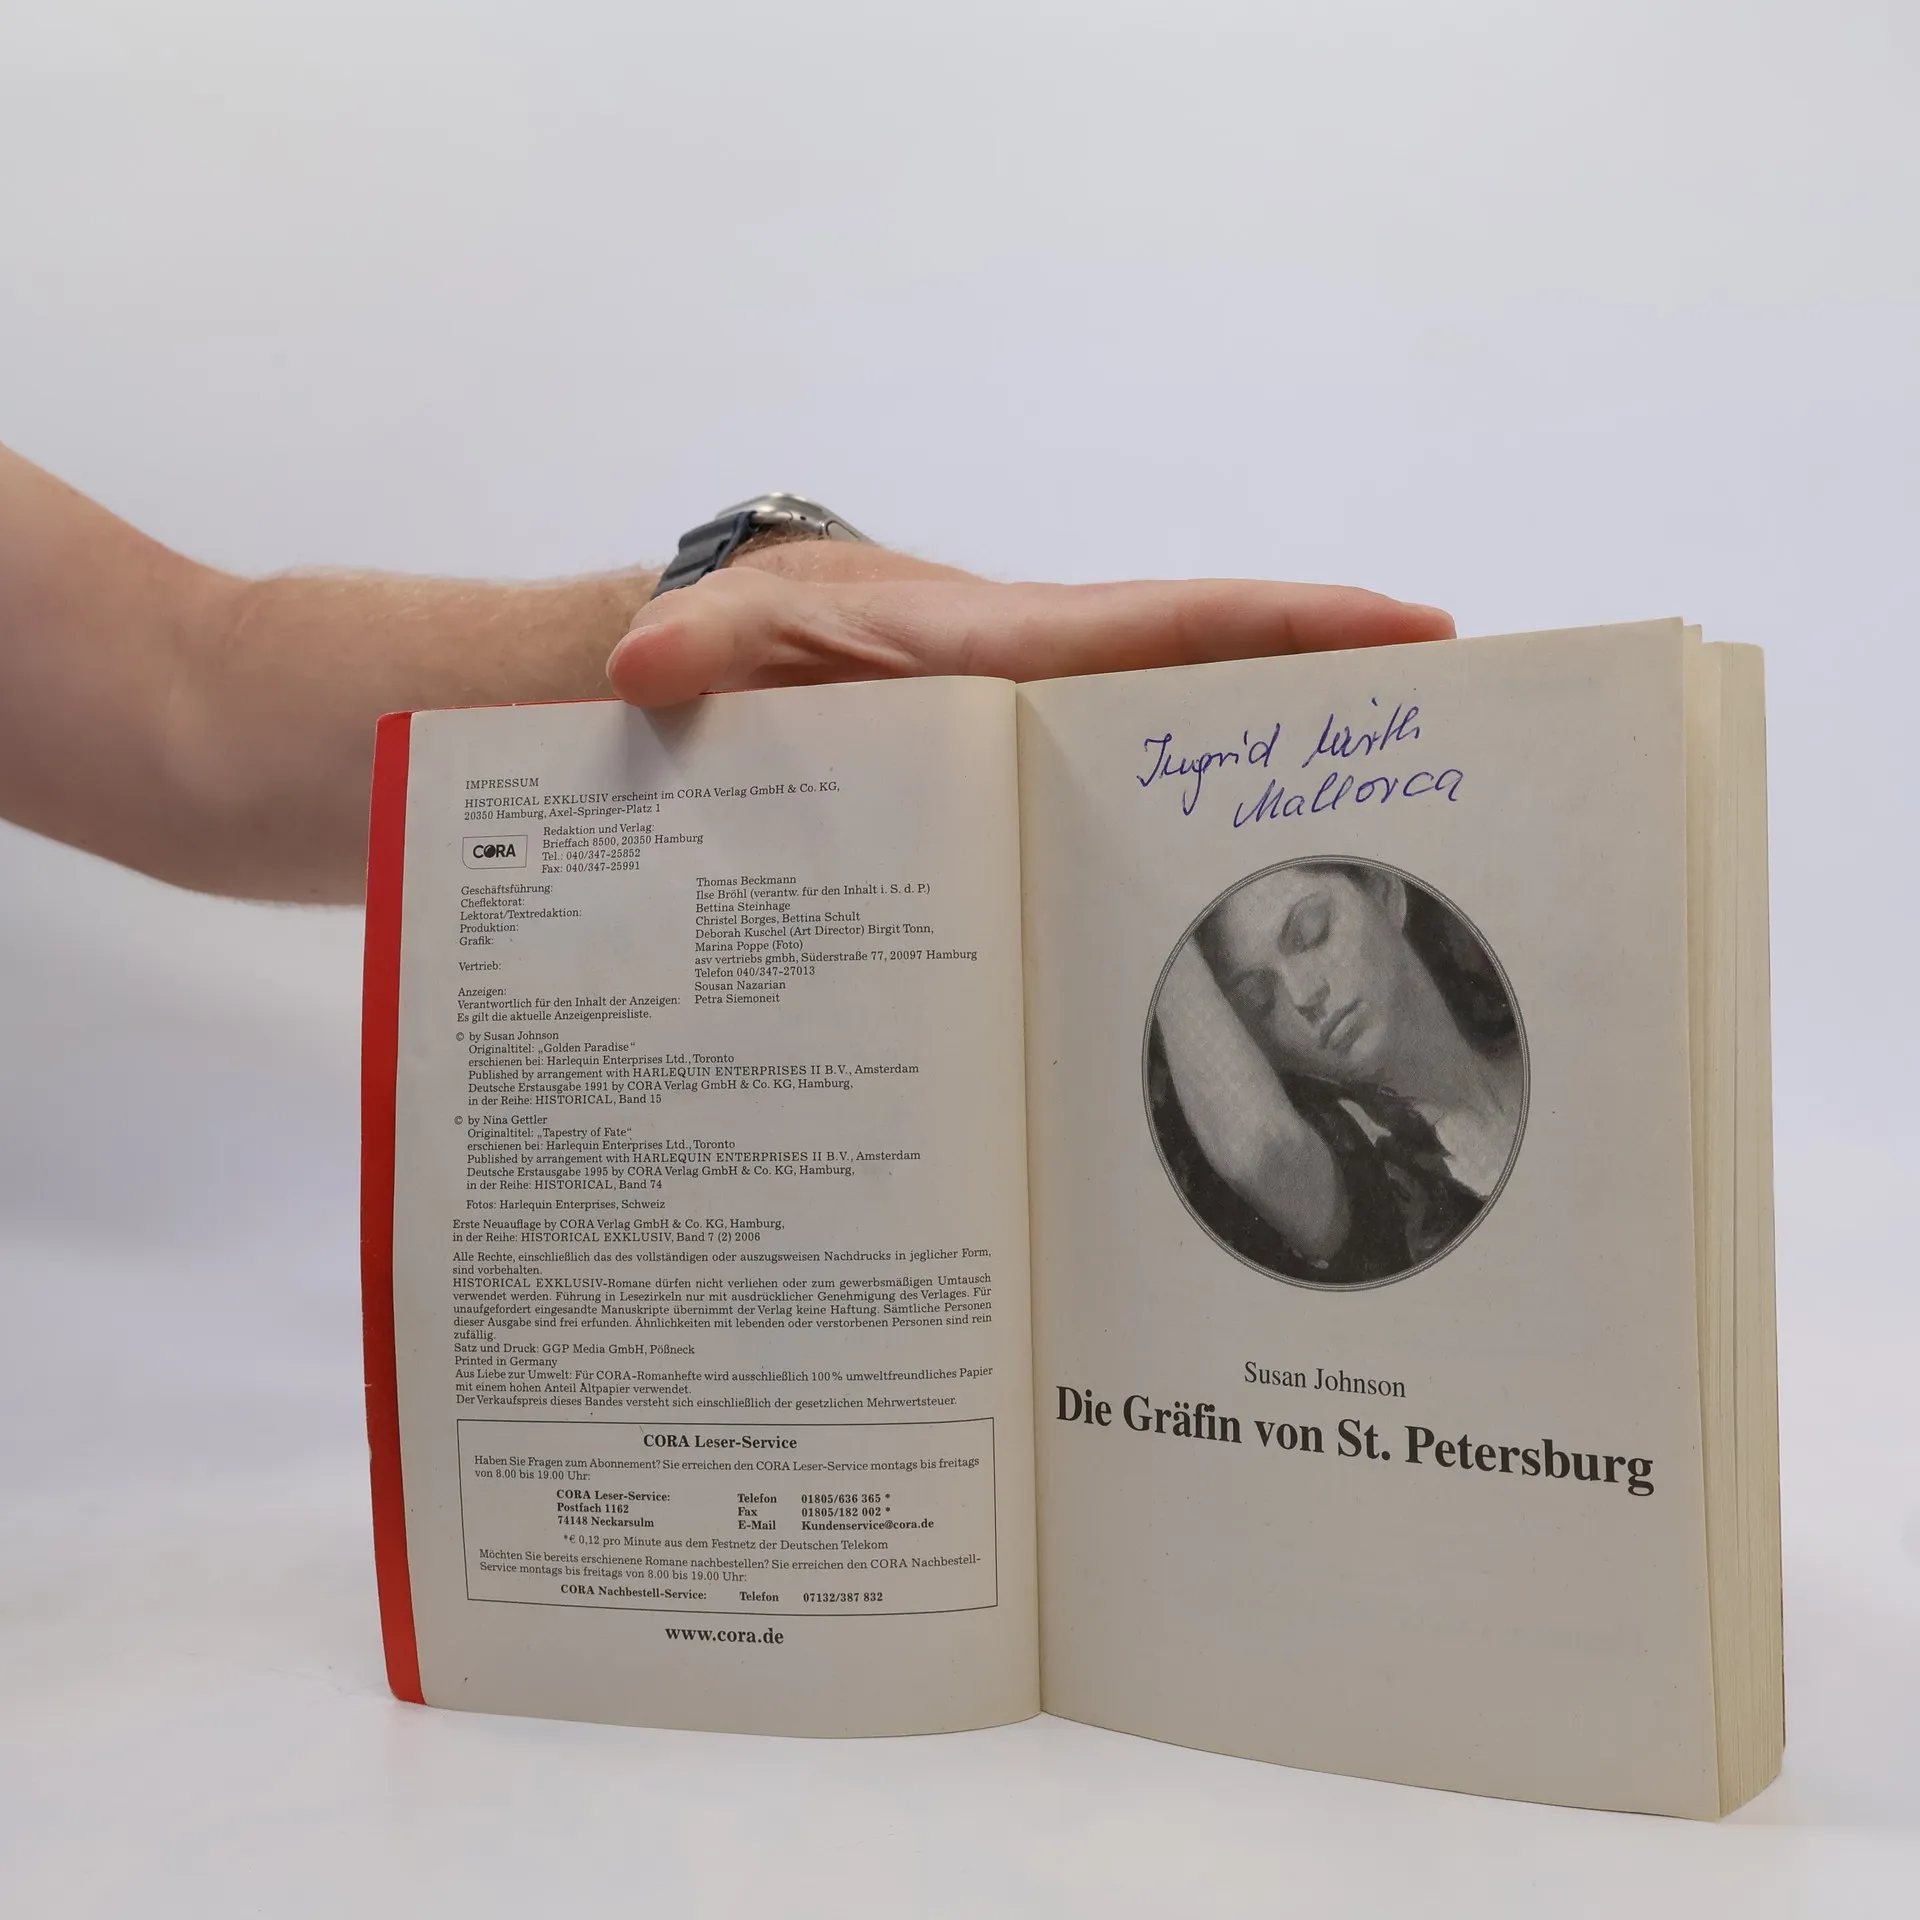 IMPRESSUM
HISTORICAL EXKLUSIV erscheint im CORA Verlag GmbH & Co. KG,
20350 Hamburg, Axel-Springer-Platz 1
CORA
Redaktion und Verlag:
Brieffach 8500, 20350 Hamburg
Tel.: 040/347-25852
Fax: 040/347-25991
Geschäftsführung: Thomas Beckmann
Cheflektorat: Ilse Bröhl (verantw. für den Inhalt i. S. d. P.)
Lektorat/Textredaktion: Bettina Steinhage
Produktion: Christel Borges, Bettina Schult
Grafik: Deborah Kuschel (Art Director) Birgit Tonn,
Marina Poppe (Foto)
Vertrieb: asv vertriebs gmbh, Süderstraße 77, 20097 Hamburg
Telefon 040/347-27013
Anzeigen: Sousan Nazarian
Verantwortlich für den Inhalt der Anzeigen: Petra Siemoneit
Es gilt die aktuelle Anzeigenpreisliste.
© by Susan Johnson
Originaltitel: „Golden Paradise“
erschienen bei: Harlequin Enterprises Ltd., Toronto
Published by arrangement with HARLEQUIN ENTERPRISES II B.V., Amsterdam
Deutsche Erstausgabe 1991 by CORA Verlag GmbH & Co. KG, Hamburg,
in der Reihe: HISTORICAL, Band 15
© by Nina Gettler
Originaltitel: „Tapestry of Fate“
erschienen bei: Harlequin Enterprises Ltd., Toronto
Published by arrangement with HARLEQUIN ENTERPRISES II B.V., Amsterdam
Deutsche Erstausgabe 1995 by CORA Verlag GmbH & Co. KG, Hamburg,
in der Reihe: HISTORICAL, Band 74
Fotos: Harlequin Enterprises, Schweiz
Erste Neuauflage by CORA Verlag GmbH & Co. KG, Hamburg,
in der Reihe: HISTORICAL EXKLUSIV, Band 7 (2) 2006
Alle Rechte, einschließlich das des vollständigen oder auszugsweisen Nachdrucks in jeglicher Form,
sind vorbehalten.
HISTORICAL EXKLUSIV-Romane dürfen nicht verliehen oder zum gewerbsmäßigen Umtausch
verwendet werden. Führung in Lesezirkeln nur mit ausdrücklicher Genehmigung des Verlages. Für
unaufgefordert eingesandte Manuskripte übernimmt der Verlag keine Haftung. Sämtliche Personen
dieser Ausgabe sind frei erfunden. Ähnlichkeiten mit lebenden oder verstorbenen Personen sind rein
zufällig.
Satz und Druck: GGP Media GmbH, Pößneck
Printed in Germany
Aus Liebe zur Umwelt: Für CORA-Romanhefte wird ausschließlich 100% umweltfreundliches Papier
mit einem hohen Anteil Altpapier verwendet.
Der Verkaufspreis dieses Bandes versteht sich einschließlich der gesetzlichen Mehrwertsteuer.
CORA Leser-Service
Haben Sie Fragen zum Abonnement? Sie erreichen den CORA Leser-Service montags bis freitags
von 8.00 bis 19.00 Uhr:
CORA Leser-Service: Telefon 01805/636 365 *
Postfach 1162 Fax 01805/182 002 *
74148 Neckarsulm E-Mail Kundenservice@cora.de
*€ 0,12 pro Minute aus dem Festnetz der Deutschen Telekom
Möchten Sie bereits erschienene Romane nachbestellen? Sie erreichen den CORA Nachbestell-
Service montags bis freitags von 8.00 bis 19.00 Uhr:
CORA Nachbestell-Service: Telefon 07132/387 832
www.cora.de
Ingrid
Mallorca
Susan Johnson
Die Gräfin von St. Petersburg